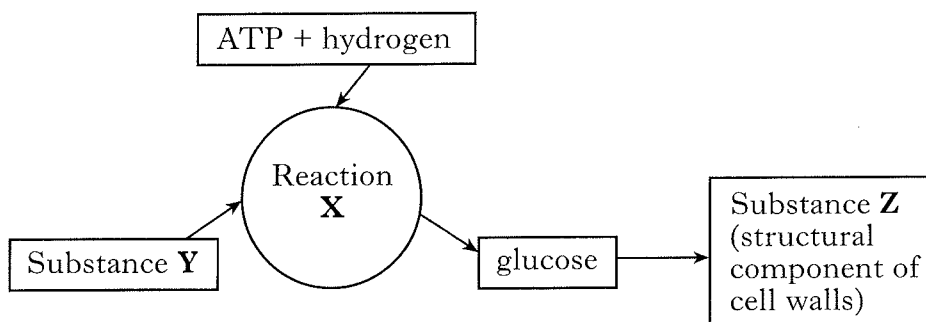 ATP + hydrogen
Reaction
X
Substance Y
glucose
Substance Z
(structural
component of
cell walls)